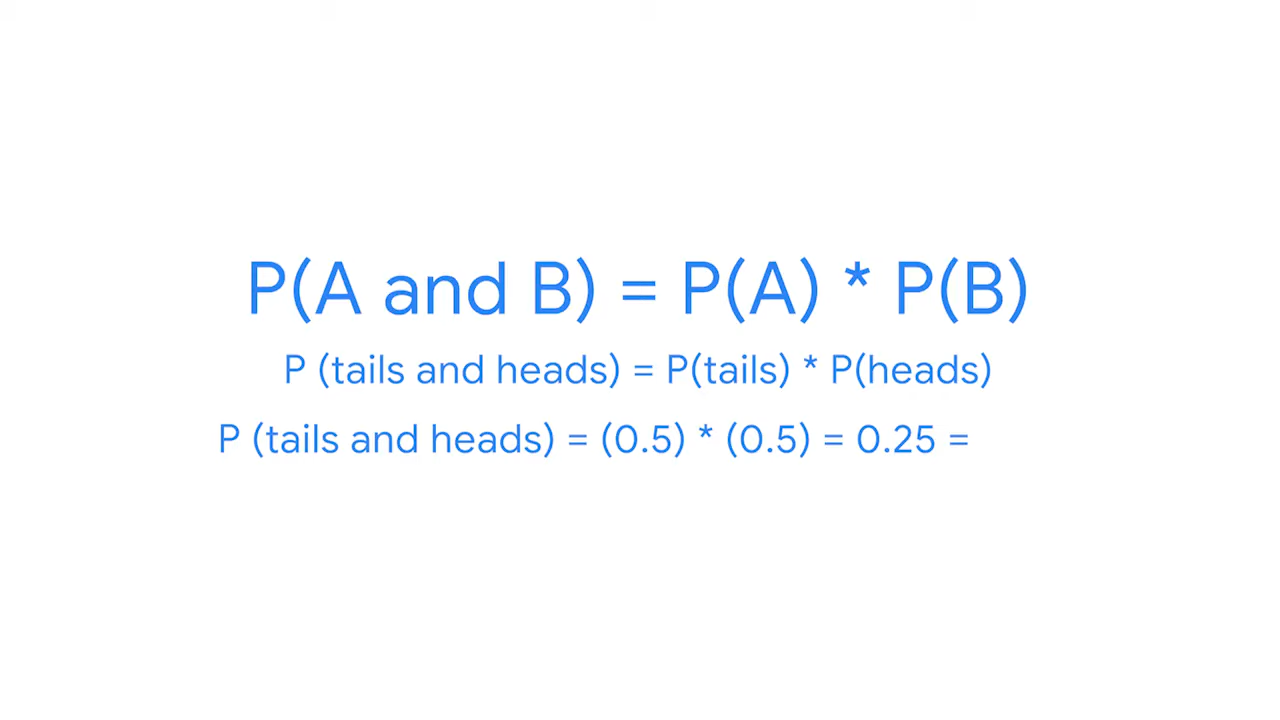 P(A and B) = P(A) * P(B)
P (tails and heads) = P(tails) * P(heads)
P (tails and heads) = (0.5) * (0.5) = 0.25 =